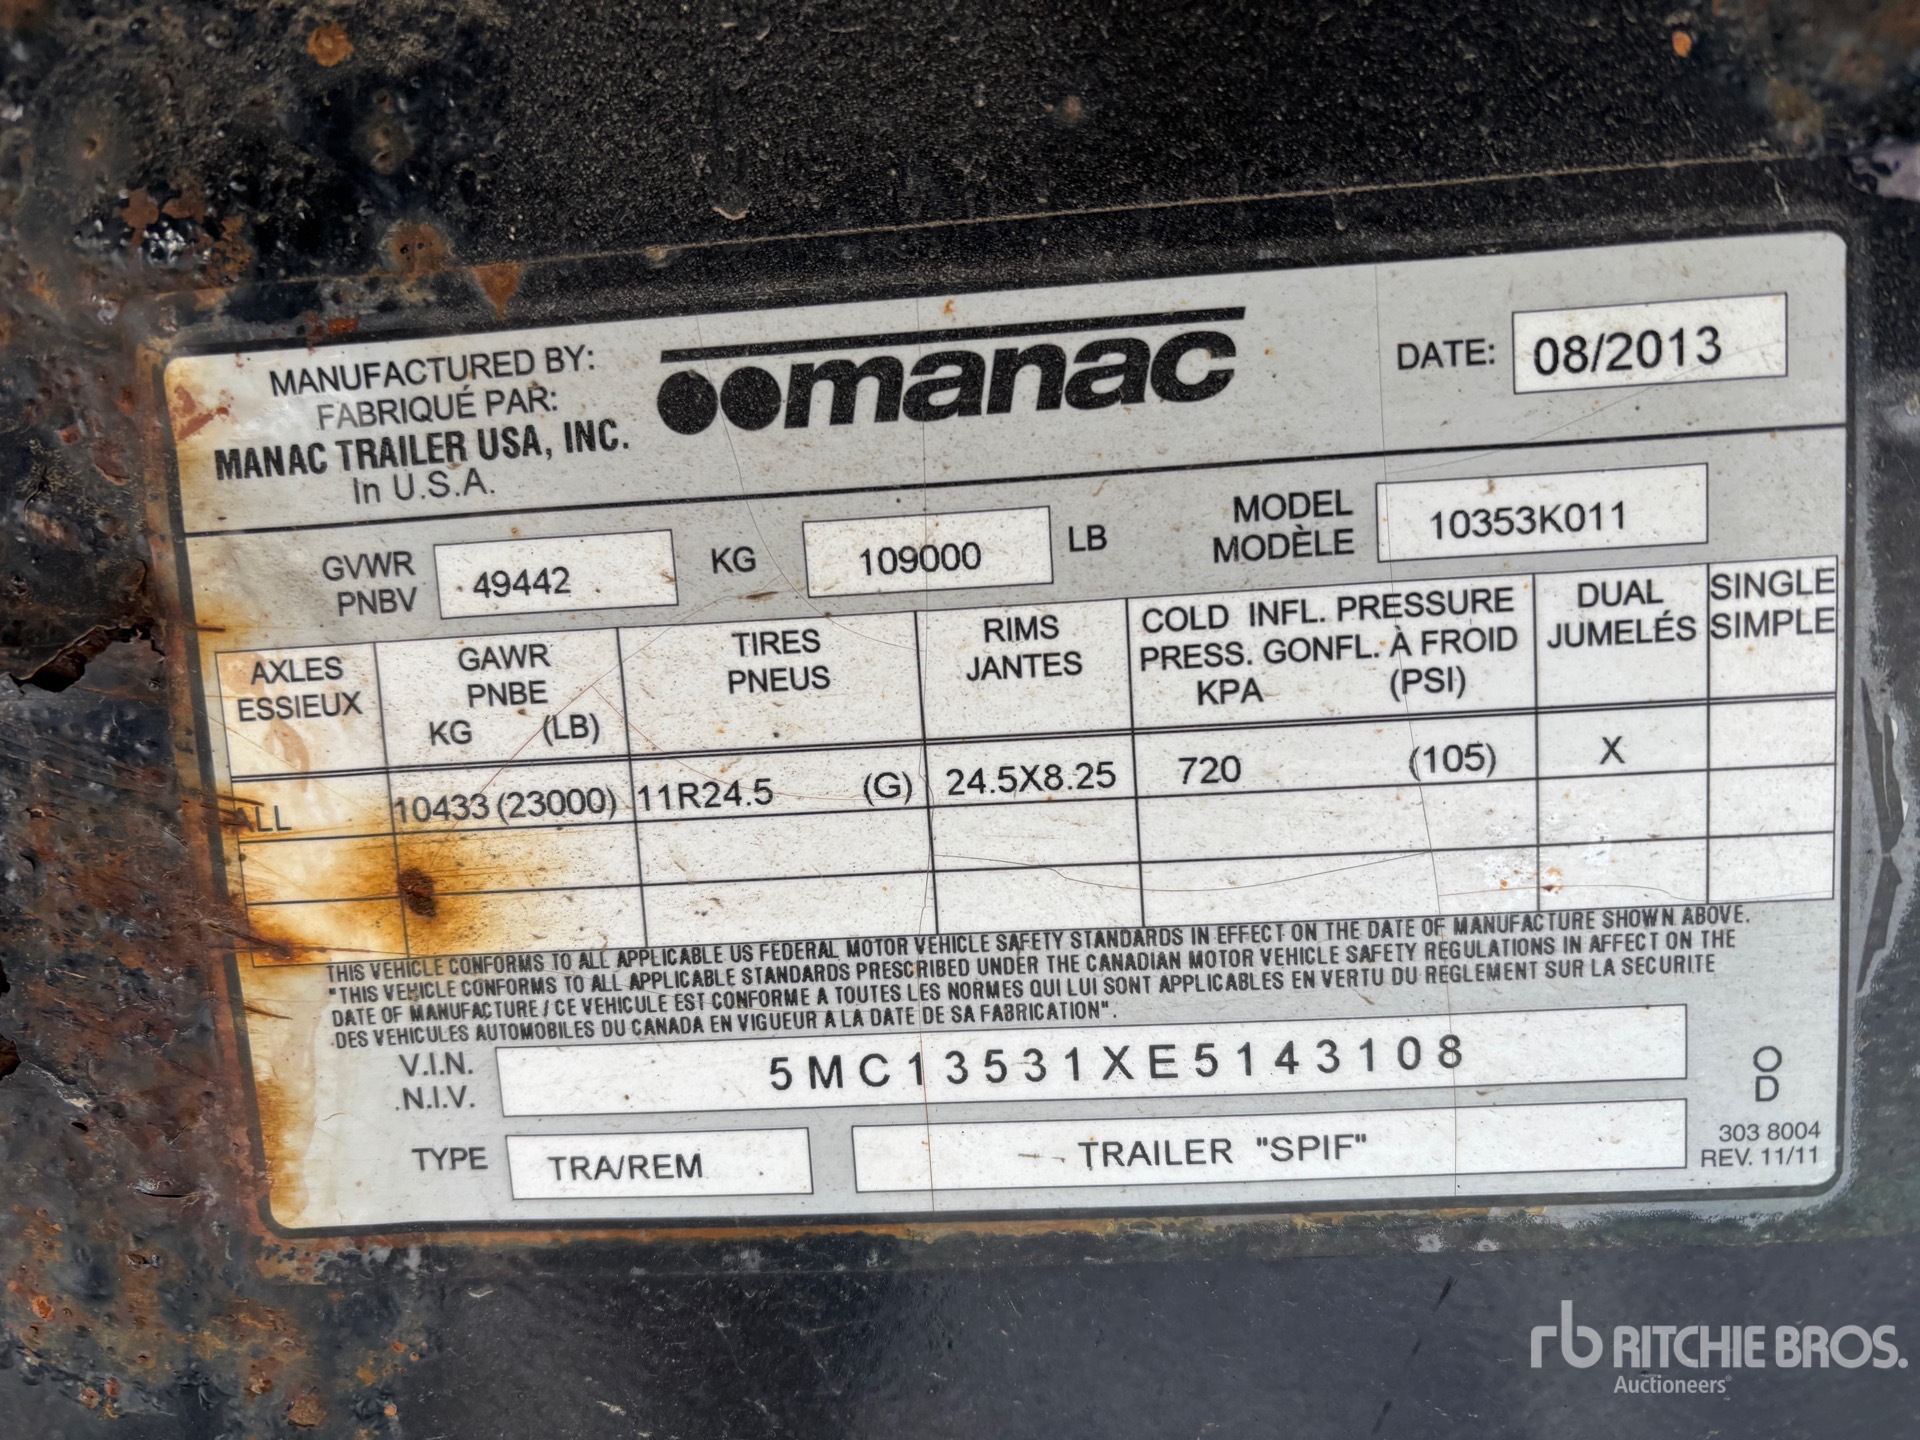 MANUFACTURED BY:
FABRIQUÉ PAR:
MANAC TRAILER USA, INC.
In U.S.A.
manac
DATE: 08/2013
GVWR
PNBV
49442 KG 109000 LB
MODEL
MODÈLE
10353K011
AXLES
ESSIEUX
GAWR
PNBE
KG (LB)
TIRES
PNEUS
RIMS
JANTES
COLD INFL. PRESSURE
PRESS. GONFL. À FROID
KPA (PSI)
DUAL
JUMELÉS
SINGLE
SIMPLE
ALL 10433 (23000) 11R24.5 (G) 24.5X8.25 720 (105) X
THIS VEHICLE CONFORMS TO ALL APPLICABLE US FEDERAL MOTOR VEHICLE SAFETY STANDARDS IN EFFECT ON THE DATE OF MANUFACTURE SHOWN ABOVE.
"THIS VEHICLE CONFORMS TO ALL APPLICABLE STANDARDS PRESCRIBED UNDER THE CANADIAN MOTOR VEHICLE SAFETY REGULATIONS IN AFFECT ON THE
DATE OF MANUFACTURE / CE VEHICULE EST CONFORME A TOUTES LES NORMES QUI LUI SONT APPLICABLES EN VERTU DU REGLEMENT SUR LA SECURITE
DES VEHICULES AUTOMOBILES DU CANADA EN VIGUEUR A LA DATE DE SA FABRICATION".
V.I.N.
N.I.V.
5MC13531XE5143108
O
D
TYPE TRA/REM TRAILER "SPIF"
303 8004
REV. 11/11
rb RITCHIE BROS.
Auctioneers